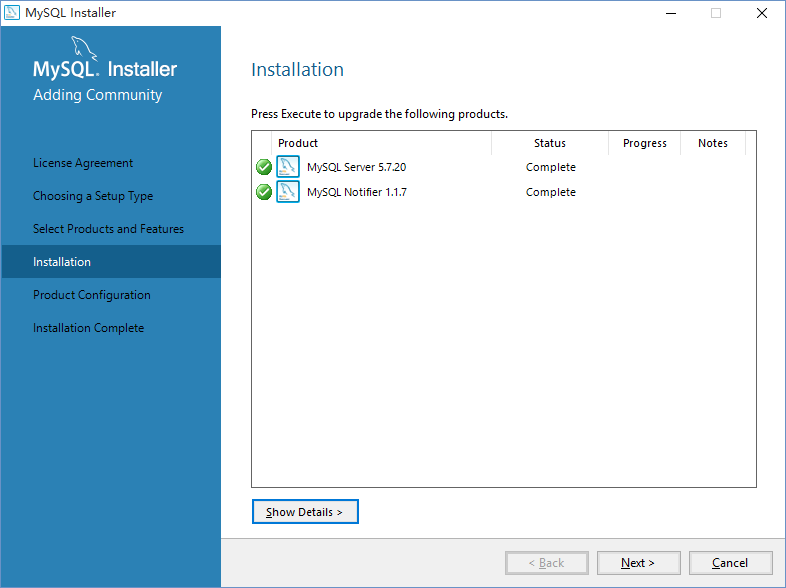 MySQL Installer
MySQL. Installer
Adding Community
License Agreement
Choosing a Setup Type
Select Products and Features
Installation
Product Configuration
Installation Complete
Installation
Press Execute to upgrade the following products.
Product Status Progress Notes
MySQL Server 5.7.20 Complete
MySQL Notifier 1.1.7 Complete
Show Details >
< Back Next > Cancel